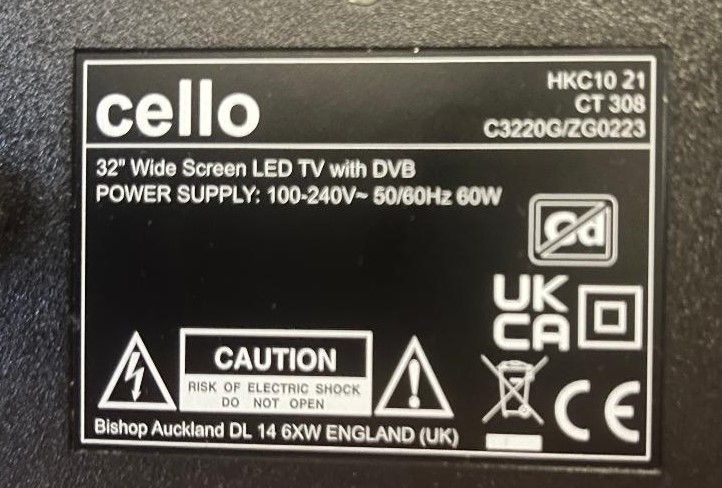 cello
HKC10 21
CT 308
C3220G/ZG0223
32" Wide Screen LED TV with DVB
POWER SUPPLY: 100-240V~ 50/60Hz 60W
Cd
UK
CA
CAUTION
RISK OF ELECTRIC SHOCK
DO NOT OPEN
CE
Bishop Auckland DL 14 6XW ENGLAND (UK)